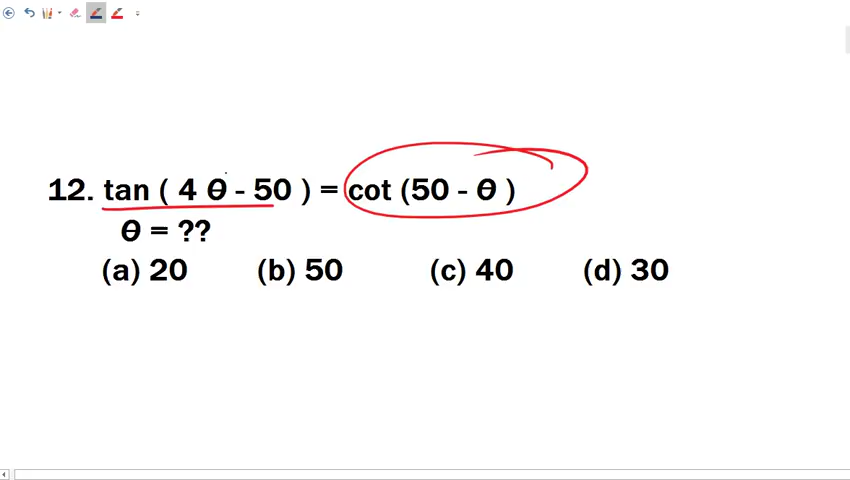 12. tan ( 4 θ - 50 ) = cot (50 - θ )
θ = ??
(a) 20 (b) 50 (c) 40 (d) 30